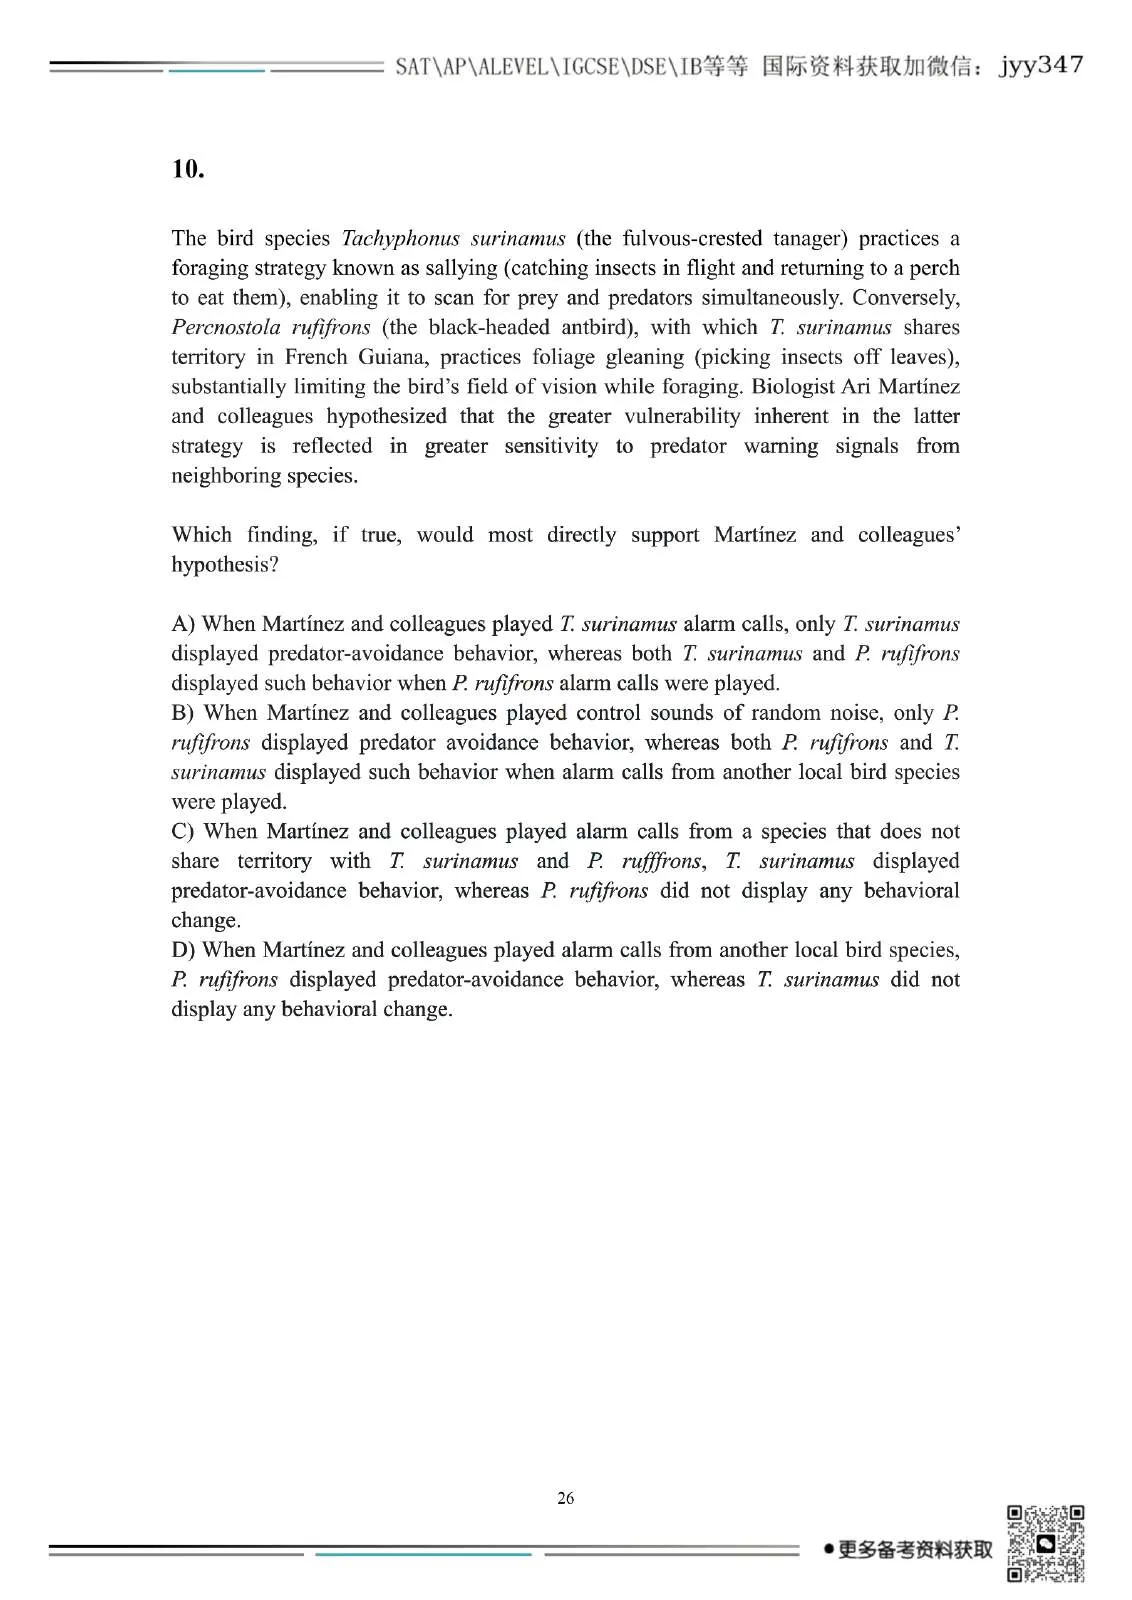 SAT\AP\ALEVEL\IGCSE\DSE\IB等等 国际资料获取加微信： jyy347
10.
The bird species Tachyphonus surinamus (the fulvous-crested tanager) practices a
foraging strategy known as sallying (catching insects in flight and returning to a perch
to eat them), enabling it to scan for prey and predators simultaneously. Conversely,
Percnostola rufifrons (the black-headed antbird), with which T. surinamus shares
territory in French Guiana, practices foliage gleaning (picking insects off leaves),
substantially limiting the bird’s field of vision while foraging. Biologist Ari Martínez
and colleagues hypothesized that the greater vulnerability inherent in the latter
strategy is reflected in greater sensitivity to predator warning signals from
neighboring species.
Which finding, if true, would most directly support Martínez and colleagues’
hypothesis?
A) When Martínez and colleagues played T. surinamus alarm calls, only T. surinamus
displayed predator-avoidance behavior, whereas both T. surinamus and P. rufifrons
displayed such behavior when P. rufifrons alarm calls were played.
B) When Martínez and colleagues played control sounds of random noise, only P.
rufifrons displayed predator avoidance behavior, whereas both P. rufifrons and T.
surinamus displayed such behavior when alarm calls from another local bird species
were played.
C) When Martínez and colleagues played alarm calls from a species that does not
share territory with T. surinamus and P. rufffrons, T. surinamus displayed
predator-avoidance behavior, whereas P. rufifrons did not display any behavioral
change.
D) When Martínez and colleagues played alarm calls from another local bird species,
P. rufifrons displayed predator-avoidance behavior, whereas T. surinamus did not
display any behavioral change.
26
●更多备考资料获取